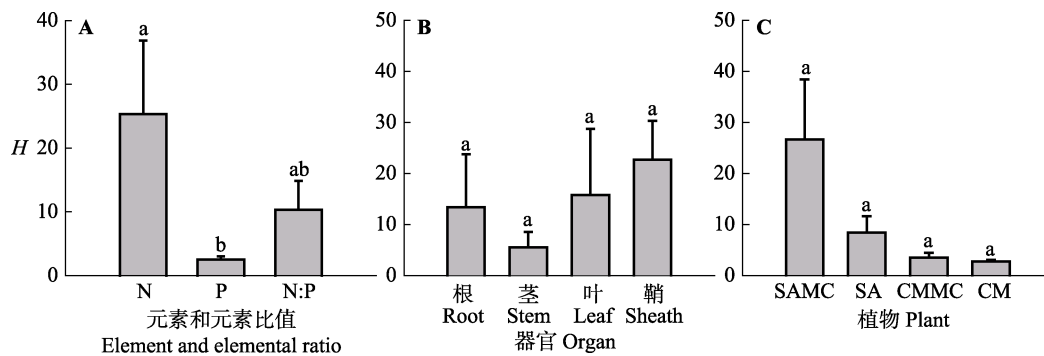 A
H
40
30
20
10
0
a
b
ab
N P N:P
元素和元素比值
Element and elemental ratio
B
50
40
30
20
10
0
a
a
a
a
根 茎 叶 鞘
Root Stem Leaf Sheath
器官 Organ
C
50
40
30
20
10
0
a
a
a
a
SAMC SA CMMC CM
植物 Plant